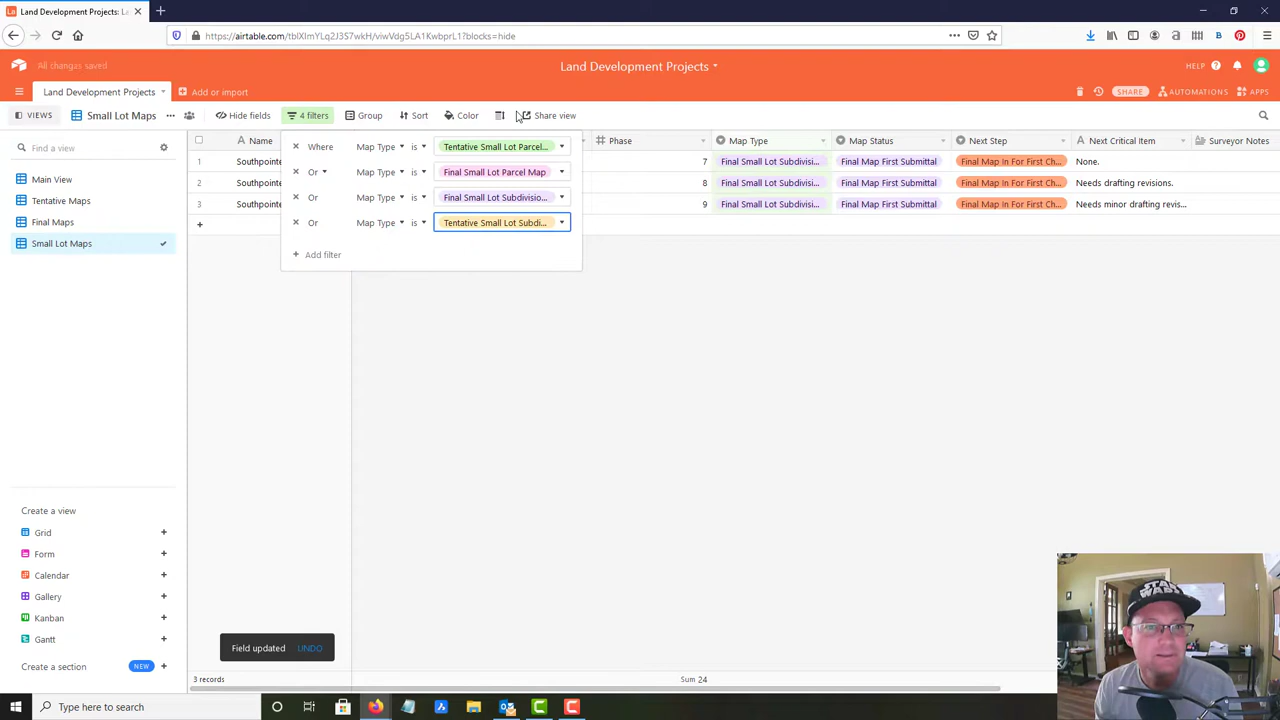 Land Development Projects: L
https://airtable.com/tblXlmYLq2J3S7wkH/viwVdg5LA1KwbprL1?blocks=hide
All changes saved
Land Development Projects
HELP
Land Development Projects
Add or import
SHARE
AUTOMATIONS
APPS
VIEWS
Small Lot Maps
Hide fields
4 filters
Group
Sort
Color
Share view
Find a view
Main View
Tentative Maps
Final Maps
Small Lot Maps
Name
Phase
Map Type
Map Status
Next Step
Next Critical Item
Surveyor Notes
1 Southpointe 7 Final Small Lot Subdivisi... Final Map First Submittal Final Map In For First Ch... None.
2 Southpointe 8 Final Small Lot Subdivisi... Final Map First Submittal Final Map In For First Ch... Needs drafting revisions.
3 Southpointe 9 Final Small Lot Subdivisi... Final Map First Submittal Final Map In For First Ch... Needs minor drafting revis...
Where Map Type is Tentative Small Lot Parcel...
Or Map Type is Final Small Lot Parcel Map
Or Map Type is Final Small Lot Subdivisio...
Or Map Type is Tentative Small Lot Subdi...
Add filter
Create a view
Grid
Form
Calendar
Gallery
Kanban
Gantt
Create a section NEW
Field updated UNDO
3 records
Sum 24
STAR WARS
Type here to search